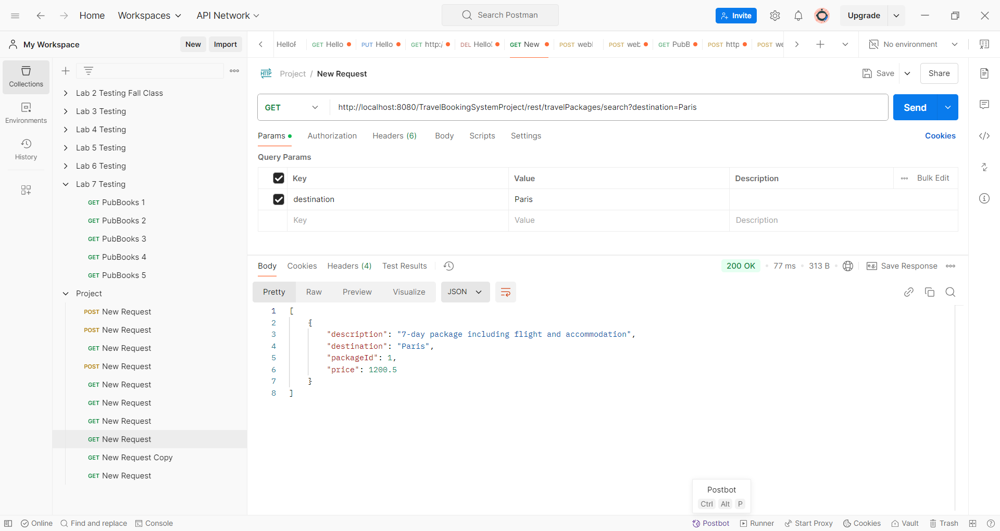 Home Workspaces API Network Search Postman Invite Upgrade
My Workspace New Import HelloF GET Hello PUT Hello GET http:/ DEL Hello GET New POST webl POST wet GET PubB POST http POST we No environment
Collections
Environments
History
Lab 2 Testing Fall Class
Lab 3 Testing
Lab 4 Testing
Lab 5 Testing
Lab 6 Testing
Lab 7 Testing
GET PubBooks 1
GET PubBooks 2
GET PubBooks 3
GET PubBooks 4
GET PubBooks 5
Project
POST New Request
POST New Request
GET New Request
POST New Request
GET New Request
GET New Request
GET New Request
GET New Request
GET New Request Copy
GET New Request
HTTP Project / New Request Save Share
GET http://localhost:8080/TravelBookingSystemProject/rest/travelPackages/search?destination=Paris Send
Params Authorization Headers (6) Body Scripts Settings Cookies
Query Params
Key Value Description Bulk Edit
destination Paris
Key Value Description
Body Cookies Headers (4) Test Results 200 OK 77 ms 313 B e.g. Save Response
Pretty Raw Preview Visualize JSON
1 [
2 {
3 "description": "7-day package including flight and accommodation",
4 "destination": "Paris",
5 "packageId": 1,
6 "price": 1200.5
7 }
8 ]
Postbot
Ctrl Alt P
Online Find and replace Console Postbot Runner Start Proxy Cookies Vault Trash